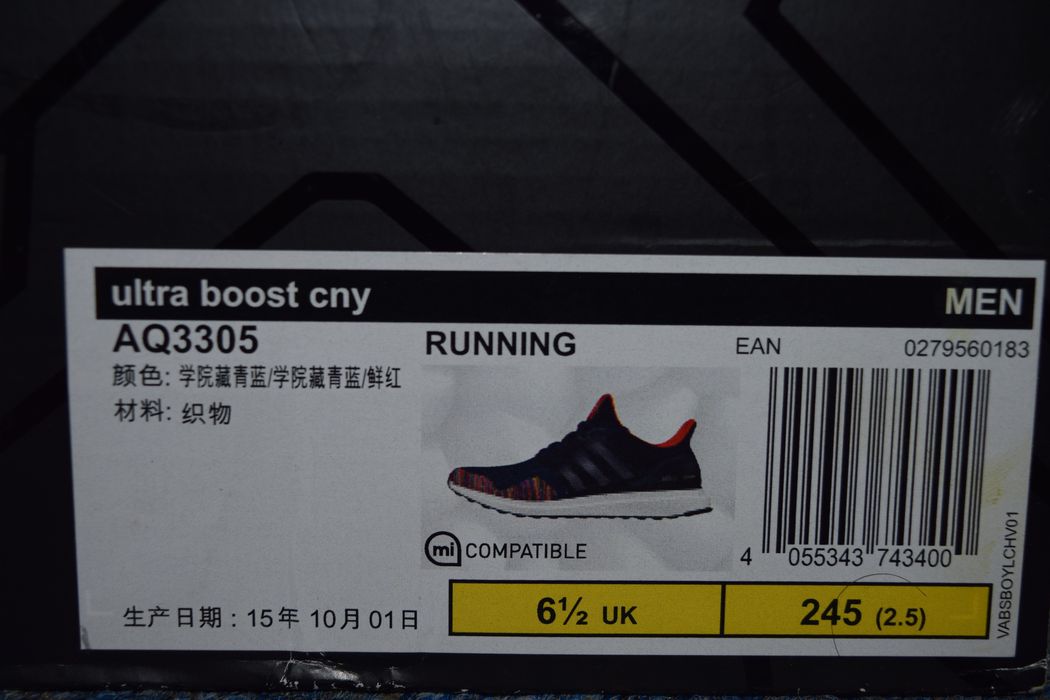 ultra boost cny MEN
AQ3305 RUNNING EAN 0279560183
颜色: 学院藏青蓝/学院藏青蓝/鲜红
材料: 织物
mi COMPATIBLE
4 055343 743400
生产日期 : 15年 10月 01日
6½ UK 245 (2.5)
VABSBOYLCHV01